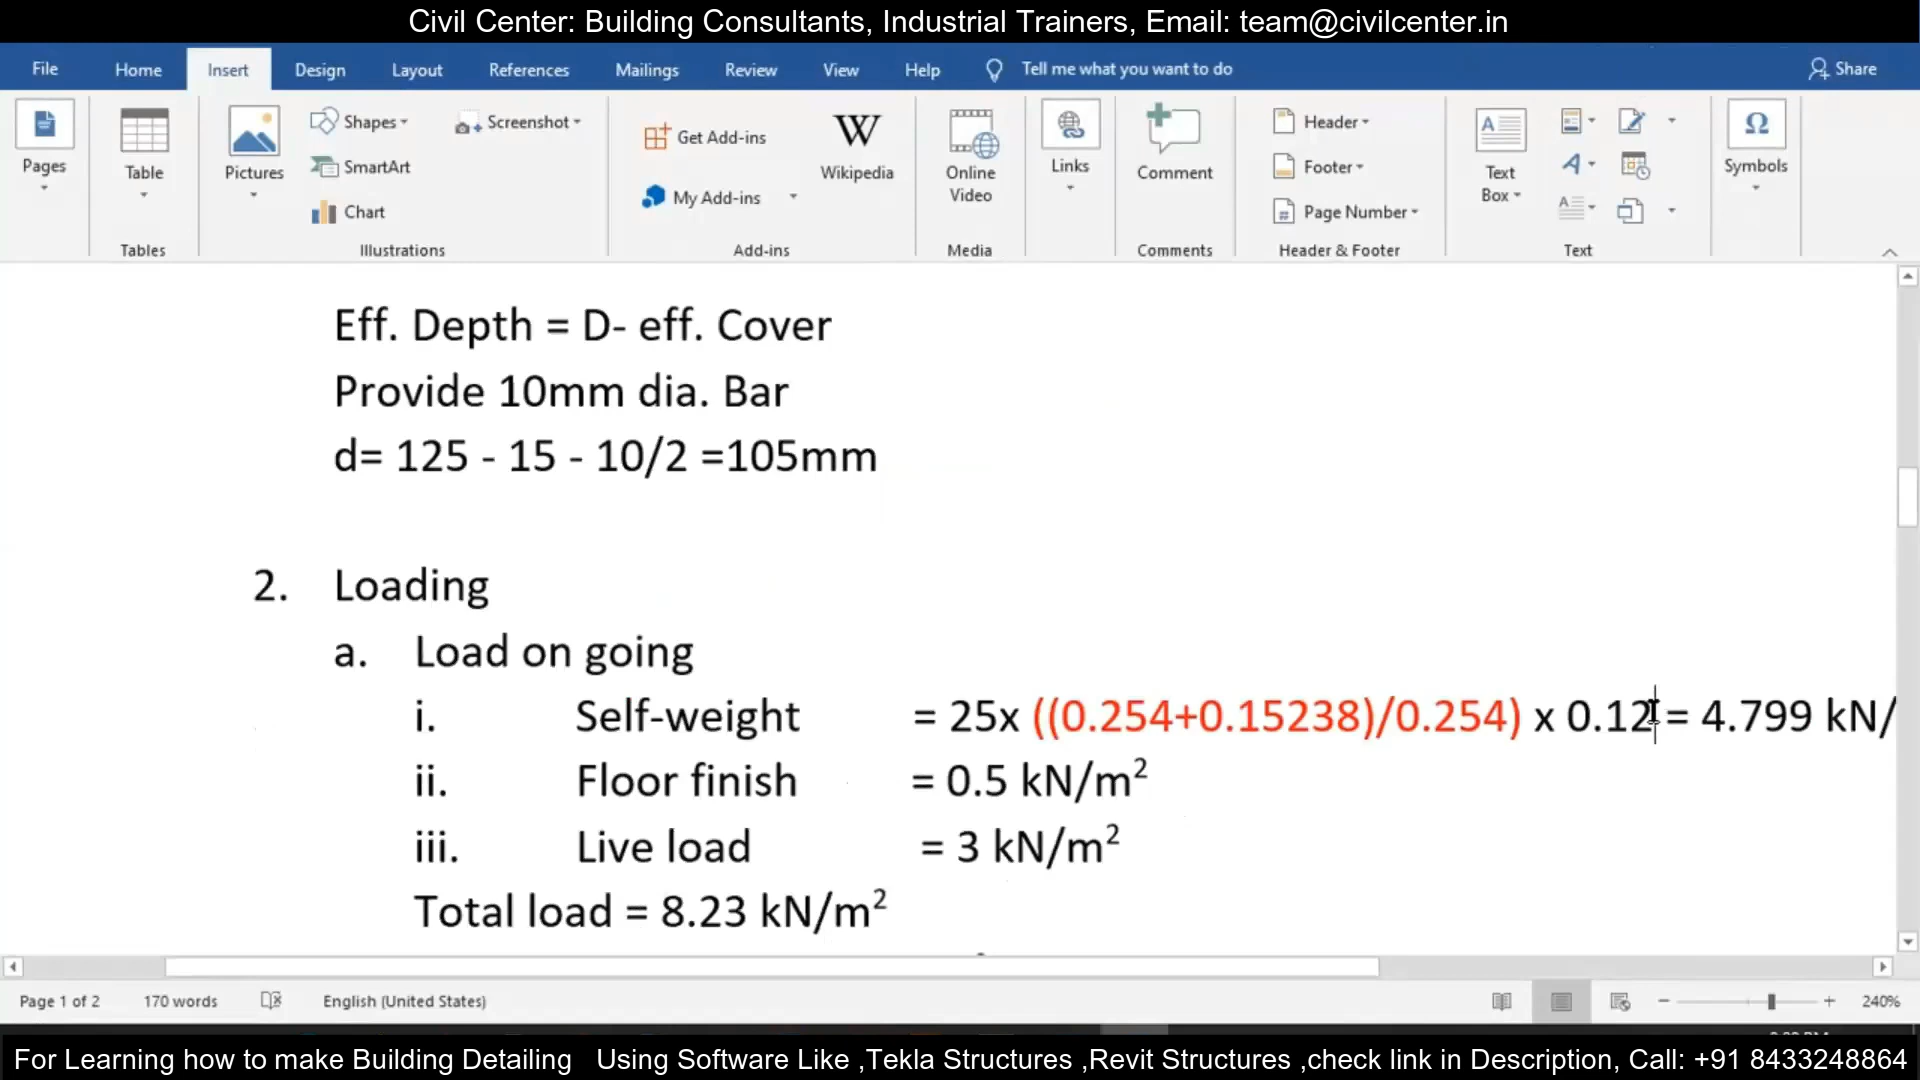 Civil Center: Building Consultants, Industrial Trainers, Email: team@civilcenter.in
File Home Insert Design Layout References Mailings Review View Help Tell me what you want to do Share
Pages
Table
Pictures
Shapes
SmartArt
Chart
Screenshot
Get Add-ins
My Add-ins
W
Wikipedia
Online Video
Links
Comment
Header
Footer
Page Number
Text Box
Symbols
Tables Illustrations Add-ins Media Comments Header & Footer Text
Eff. Depth = D- eff. Cover
Provide 10mm dia. Bar
d= 125 - 15 - 10/2 =105mm
2. Loading
a. Load on going
i. Self-weight = 25x ((0.254+0.15238)/0.254) x 0.12 = 4.799 kN/
ii. Floor finish = 0.5 kN/m²
iii. Live load = 3 kN/m²
Total load = 8.23 kN/m²
Page 1 of 2 170 words English (United States) 240%
For Learning how to make Building Detailing Using Software Like ,Tekla Structures ,Revit Structures ,check link in Description, Call: +91 8433248864